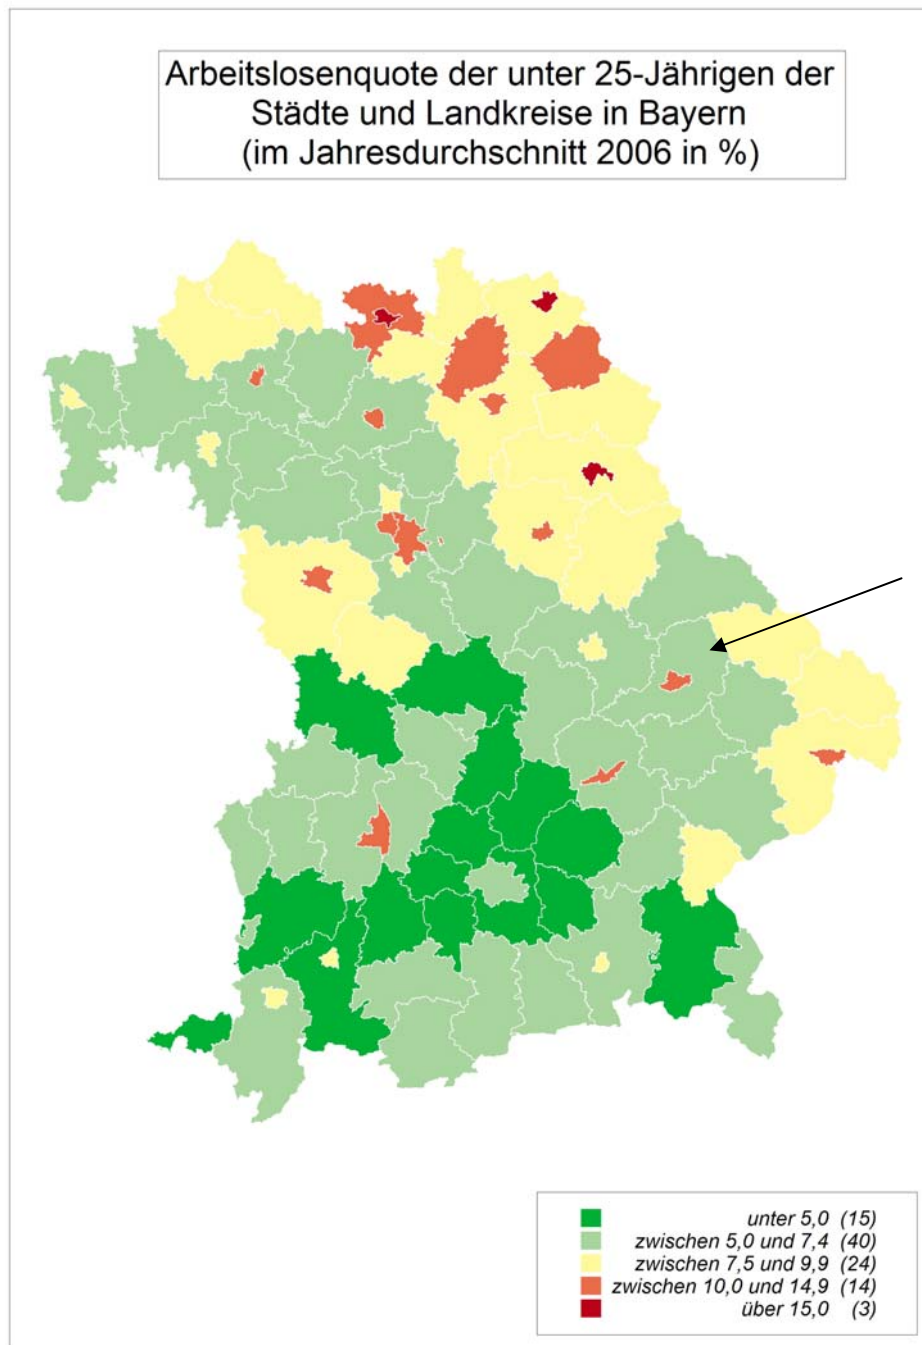 Arbeitslosenquote der unter 25-Jährigen der
Städte und Landkreise in Bayern
(im Jahresdurchschnitt 2006 in %)
unter 5,0 (15)
zwischen 5,0 und 7,4 (40)
zwischen 7,5 und 9,9 (24)
zwischen 10,0 und 14,9 (14)
über 15,0 (3)